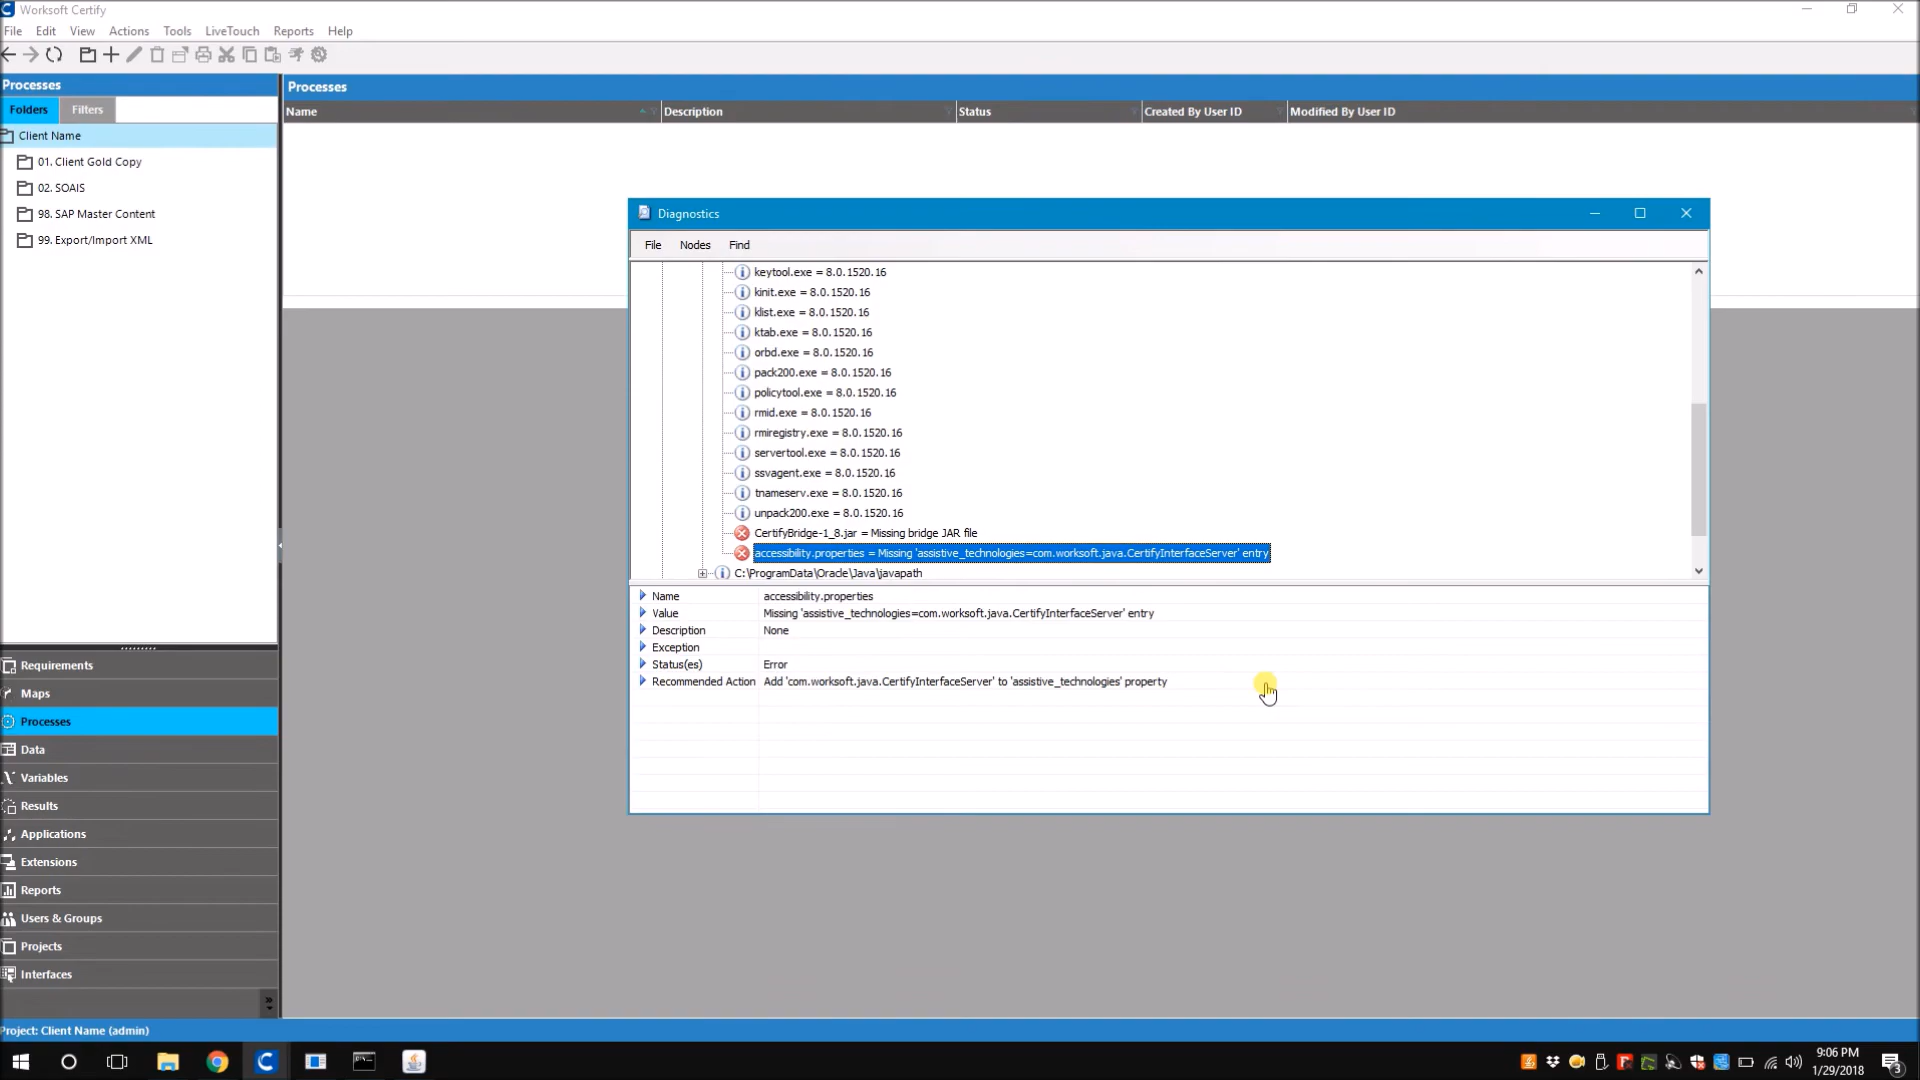 Worksoft Certify
File Edit View Actions Tools LiveTouch Reports Help
Processes
Folders Filters
Client Name
01. Client Gold Copy
02. SOAIS
98. SAP Master Content
99. Export/Import XML
Requirements
Maps
Processes
Data
Variables
Results
Applications
Extensions
Reports
Users & Groups
Projects
Interfaces
Processes
Name Description Status Created By User ID Modified By User ID
Diagnostics
File Nodes Find
keytool.exe = 8.0.1520.16
kinit.exe = 8.0.1520.16
klist.exe = 8.0.1520.16
ktab.exe = 8.0.1520.16
orbd.exe = 8.0.1520.16
pack200.exe = 8.0.1520.16
policytool.exe = 8.0.1520.16
rmid.exe = 8.0.1520.16
rmiregistry.exe = 8.0.1520.16
servertool.exe = 8.0.1520.16
ssvagent.exe = 8.0.1520.16
tnameserv.exe = 8.0.1520.16
unpack200.exe = 8.0.1520.16
CertifyBridge-1_8.jar = Missing bridge JAR file
accessibility.properties = Missing 'assistive_technologies=com.worksoft.java.CertifyInterfaceServer' entry
C:\ProgramData\Oracle\Java\javapath
Name accessibility.properties
Value Missing 'assistive_technologies=com.worksoft.java.CertifyInterfaceServer' entry
Description None
Exception
Status(es) Error
Recommended Action Add 'com.worksoft.java.CertifyInterfaceServer' to 'assistive_technologies' property
Project: Client Name (admin)
9:06 PM
1/29/2018
3